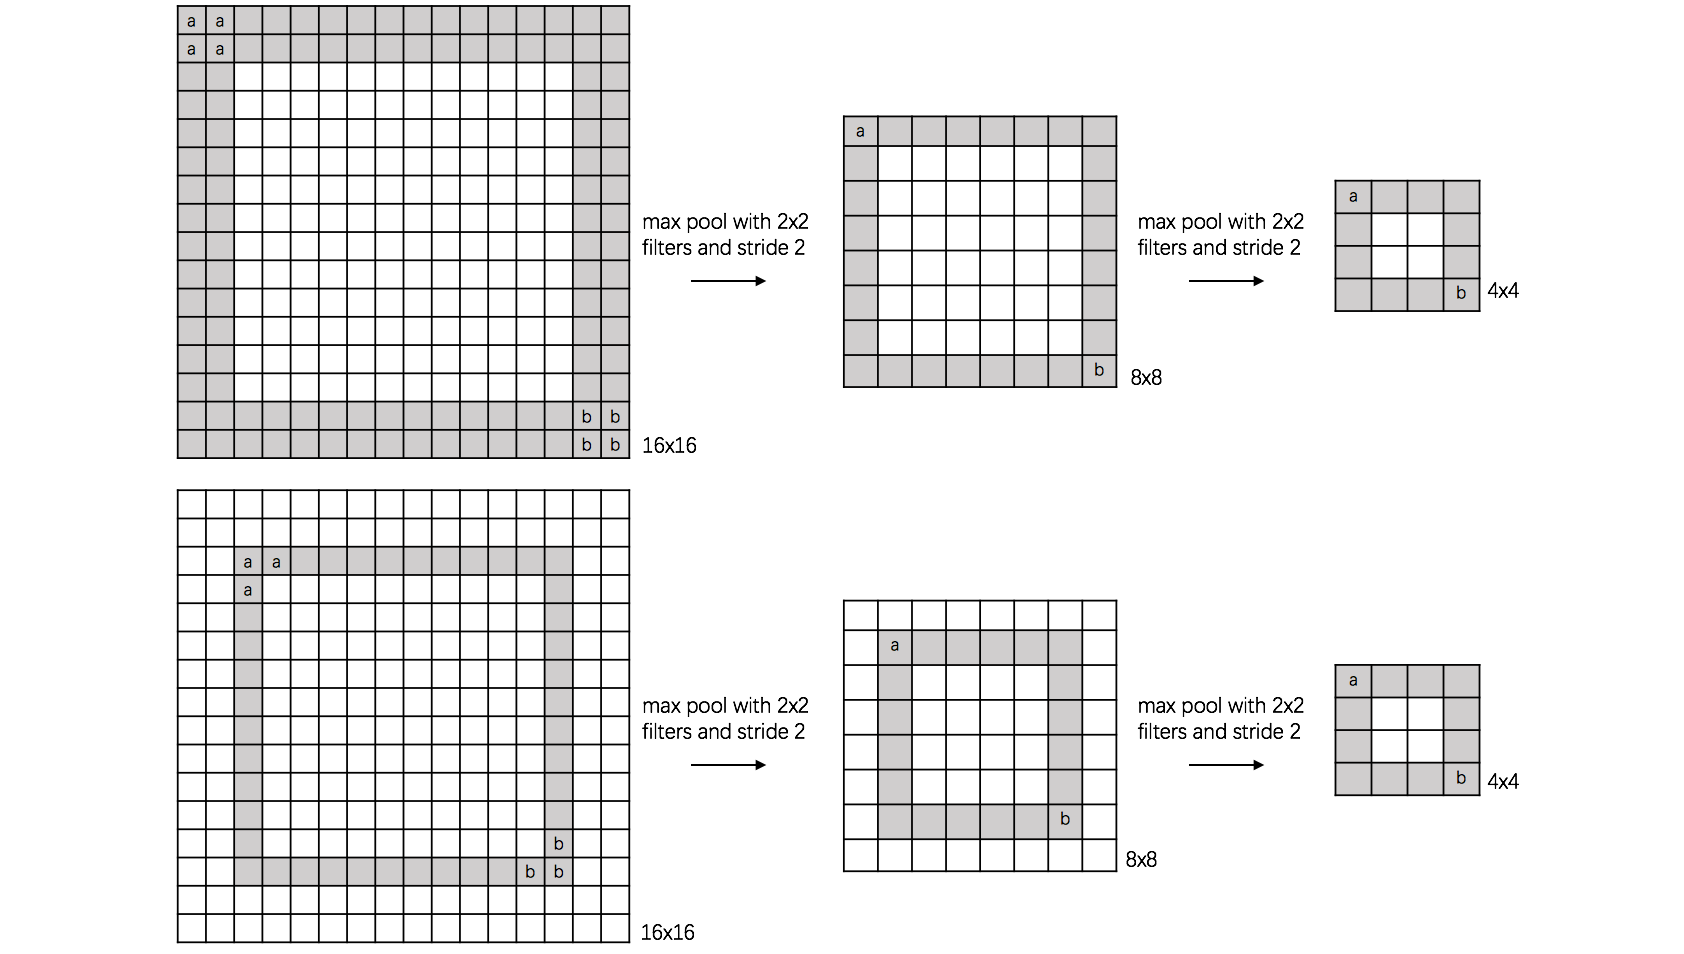 a a
a a
a
max pool with 2x2
filters and stride 2
max pool with 2x2
filters and stride 2
a
b
4x4
b
8x8
b b
b b
16x16
a a
a
a
max pool with 2x2
filters and stride 2
max pool with 2x2
filters and stride 2
a
b
4x4
b
8x8
b
b b
16x16